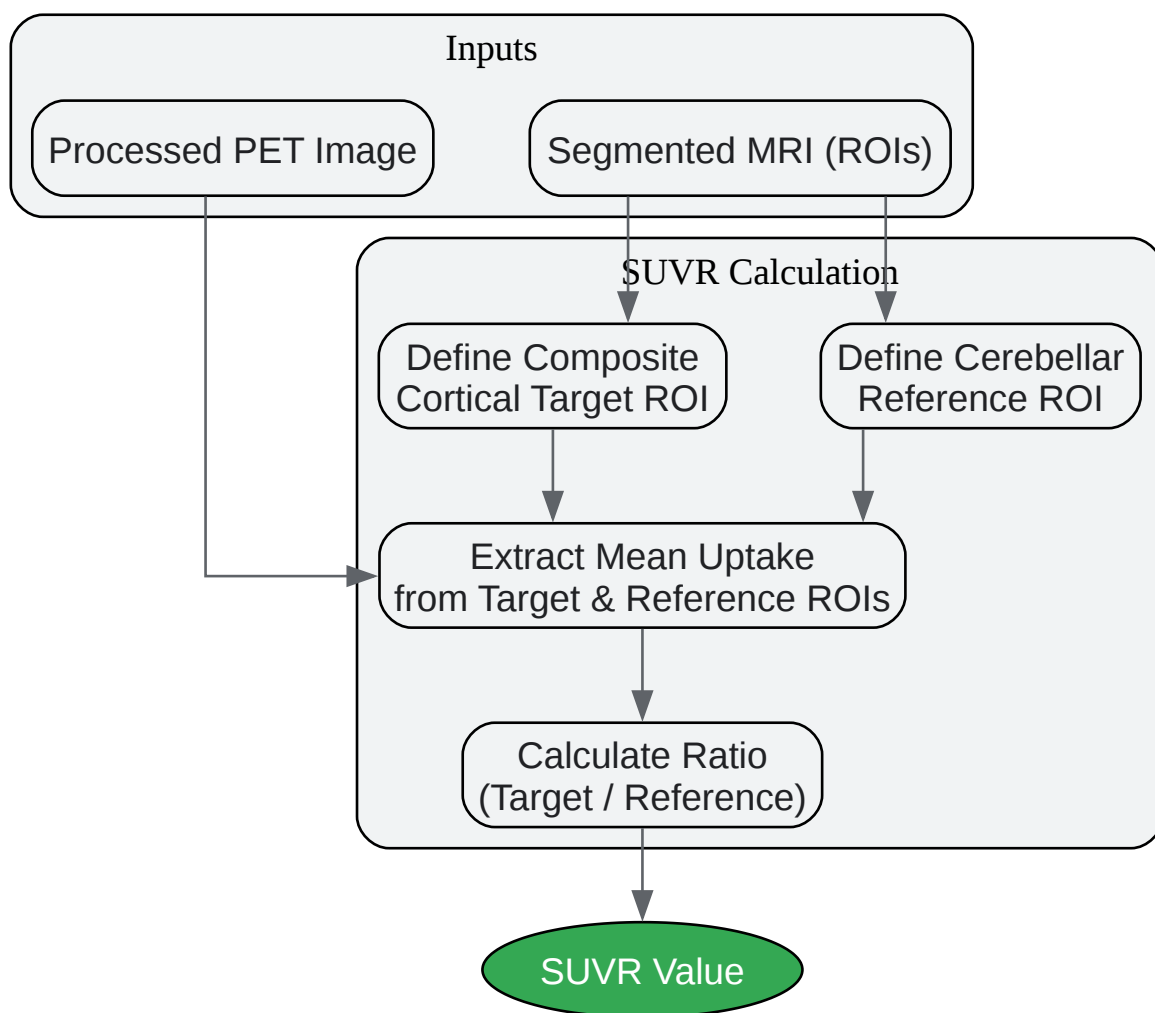 Inputs
Processed PET Image
Segmented MRI (ROIs)
SUVR Calculation
Define Composite
Cortical Target ROI
Define Cerebellar
Reference ROI
Extract Mean Uptake
from Target & Reference ROIs
Calculate Ratio
(Target / Reference)
SUVR Value